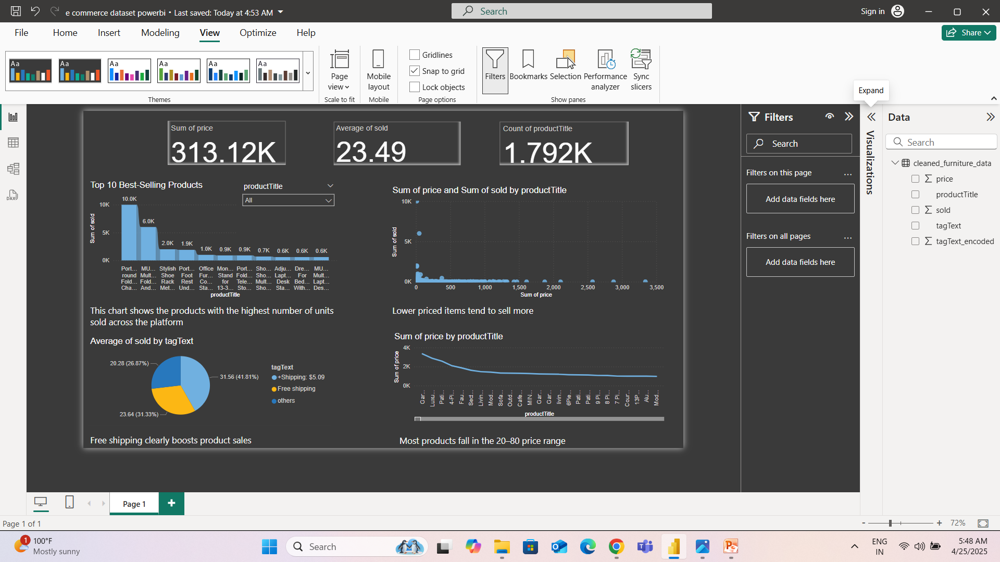 e commerce dataset powerbi • Last saved: Today at 4:53 AM
Search
Sign in
File Home Insert Modeling View Optimize Help
Share
Aa Aa Aa Aa Aa Aa
Themes
Page view
Scale to fit
Mobile layout
Mobile
Gridlines
Snap to grid
Lock objects
Page options
Filters
Bookmarks
Selection
Performance analyzer
Sync slicers
Show panes
Expand
Sum of price
313.12K
Average of sold
23.49
Count of productTitle
1.792K
Top 10 Best-Selling Products
productTitle
All
Sum of sold
10K
5K
0K
10.0K 6.0K 2.0K 1.9K 1.0K 0.9K 0.9K 0.7K 0.6K 0.6K 0.6K
Port... MU... Stylish Port... Office Mon... Port... Sho... Adju... Dre... MU...
round Mult... Shoe Foot Fur... Stand Fold... Sho... Lapt... For Mult...
Fold... Fold... Rack Rest Co... for Tele... Mult... Desk Bed... Lapt...
Cha... And... Met... Und... Sta... 13-3... Sto... Sho... Sta... With... Des...
productTitle
This chart shows the products with the highest number of units
sold across the platform
Sum of price and Sum of sold by productTitle
Sum of sold
10K
5K
0K
0 500 1,000 1,500 2,000 2,500 3,000 3,500
Sum of price
Lower priced items tend to sell more
Average of sold by tagText
20.28 (26.87%)
31.56 (41.81%)
23.64 (31.33%)
tagText
+Shipping: $5.09
Free shipping
others
Free shipping clearly boosts product sales
Sum of price by productTitle
Sum of price
4K
2K
0K
Gar... Luxu... Pati... 4-Pi... Fau... Sect... Livin... Mod... Sofa... Outd... Cafe... MIN... Gar... Gar... livin... 6Pie... Pati... Pati... 9 Pi... 8 Pi... 7 Pi... Cour... 13P... Alu... Mod...
productTitle
Most products fall in the 20–80 price range
Filters
Search
Filters on this page
...
Add data fields here
Filters on all pages
...
Add data fields here
Visualizations
Data
Search
cleaned_furniture_data
price
productTitle
sold
tagText
tagText_encoded
DAX
Page 1
Page 1 of 1
- + 72%
1
100°F
Mostly sunny
Search
ENG
IN
5:48 AM
4/25/2025